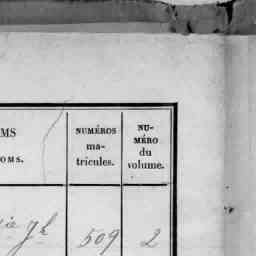 MS
OMS.
NUMÉROS
ma-
tricules.
NU-
MÉRO
du
volume.
509
2